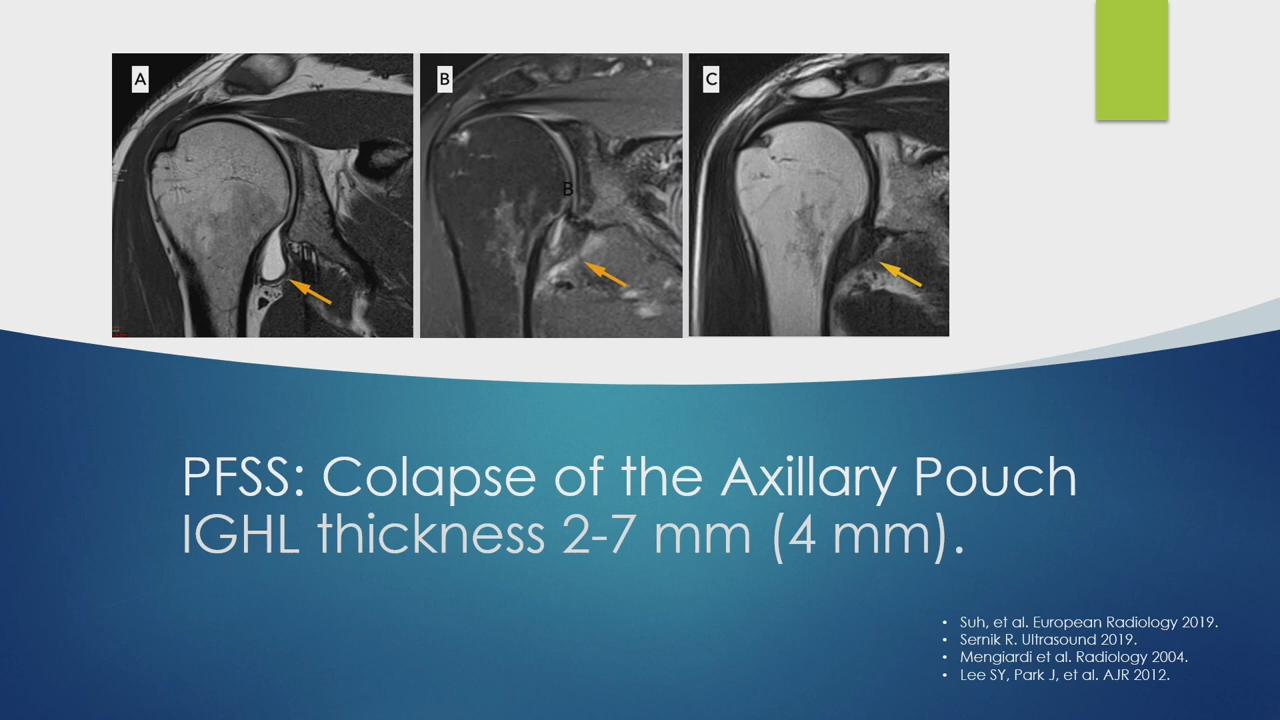 A
B
C
B
PFSS: Colapse of the Axillary Pouch
IGHL thickness 2-7 mm (4 mm).
• Suh, et al. European Radiology 2019.
• Sernik R. Ultrasound 2019.
• Mengiardi et al. Radiology 2004.
• Lee SY, Park J, et al. AJR 2012.